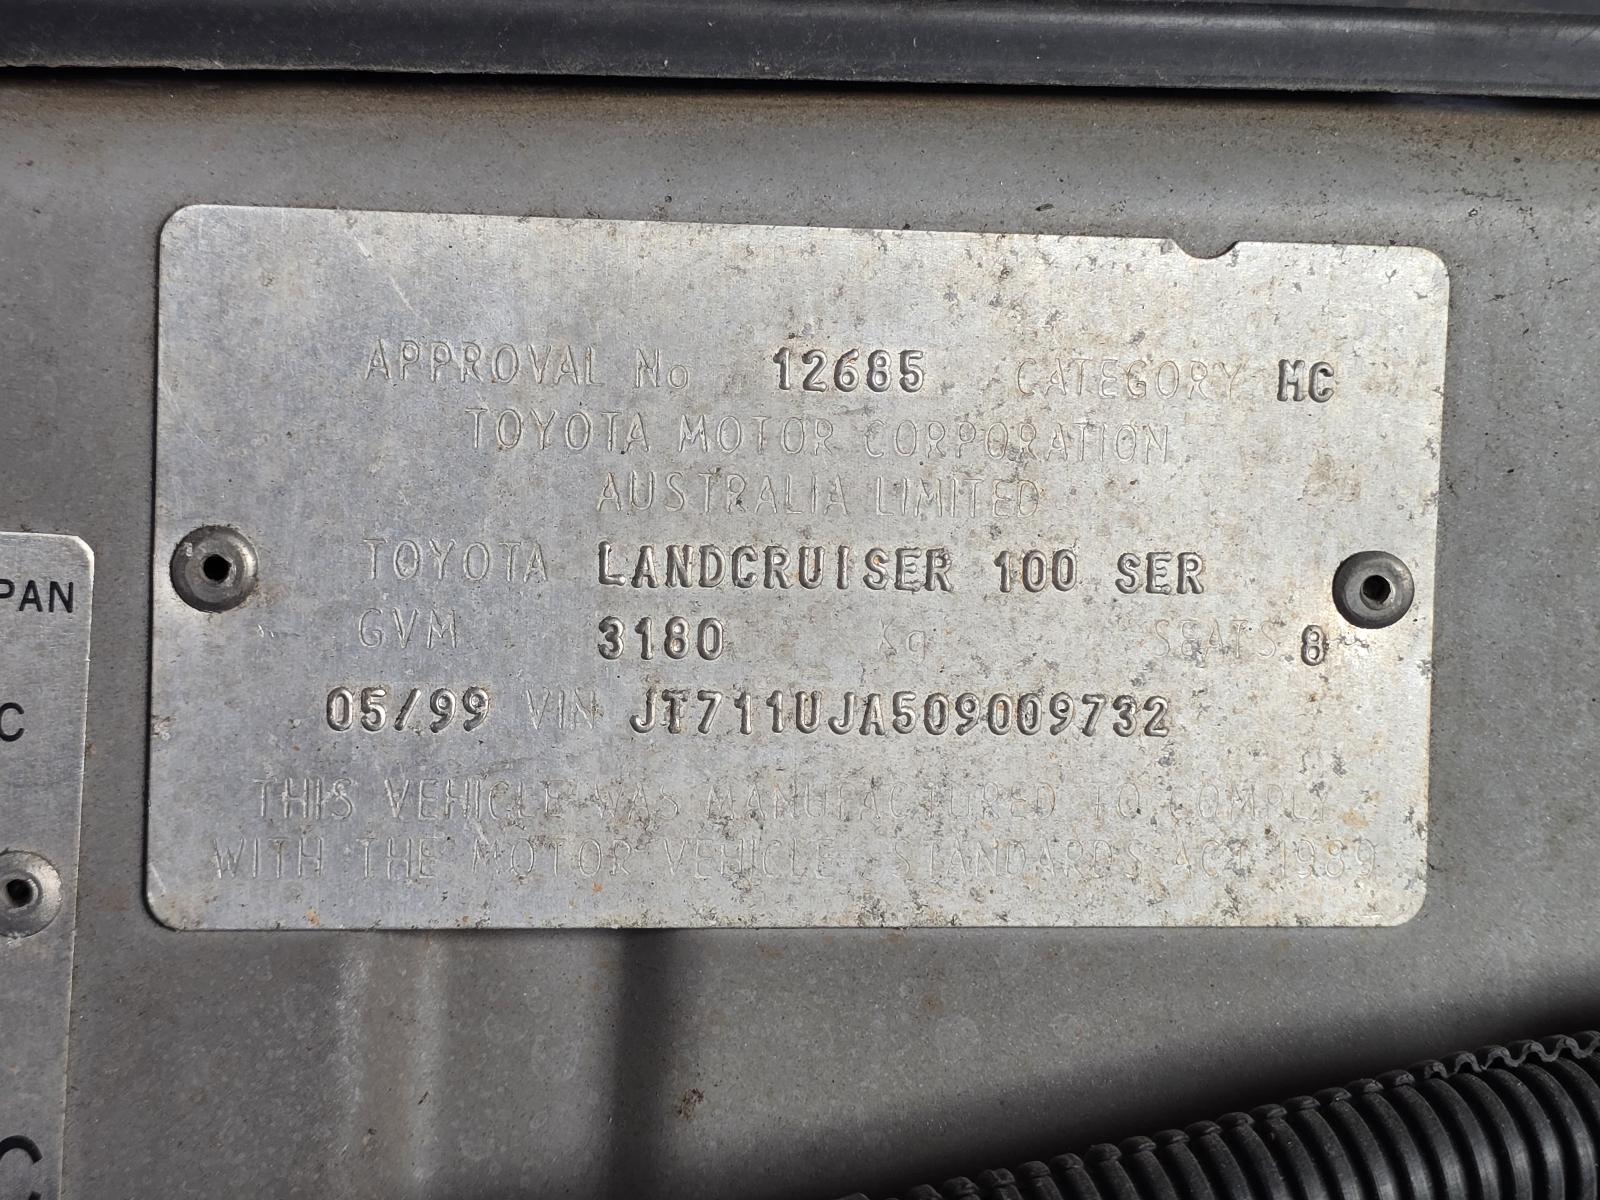 APPROVAL No 12685 CATEGORY MC
TOYOTA MOTOR CORPORATION
AUSTRALIA LIMITED
TOYOTA LANDCRUISER 100 SER
GVM 3180 Kg SEATS 8
05/99 VIN JT711UJA509009732
THIS VEHICLE WAS MANUFACTURED TO COMPLY
WITH THE MOTOR VEHICLE STANDARDS ACT 1989
PAN
C
C